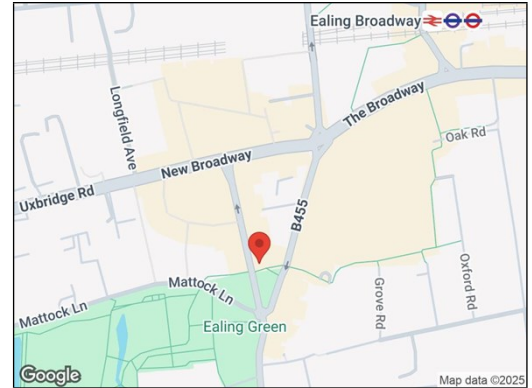 Ealing Broadway
The Broadway
Longfield Ave
Oak Rd
New Broadway
Uxbridge Rd
B455
Oxford Rd
Mattock Ln
Grove Rd
Mattock Ln
Ealing Green
Google
Map data ©2025